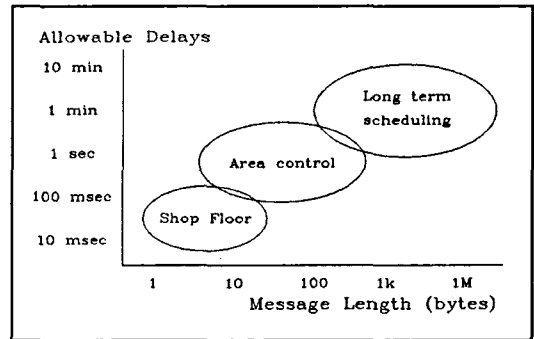 Allowable Delays
10 min
1 min
1 sec
100 msec
10 msec
Long term
scheduling
Area control
Shop Floor
1 10 100 1k 1M
Message Length (bytes)